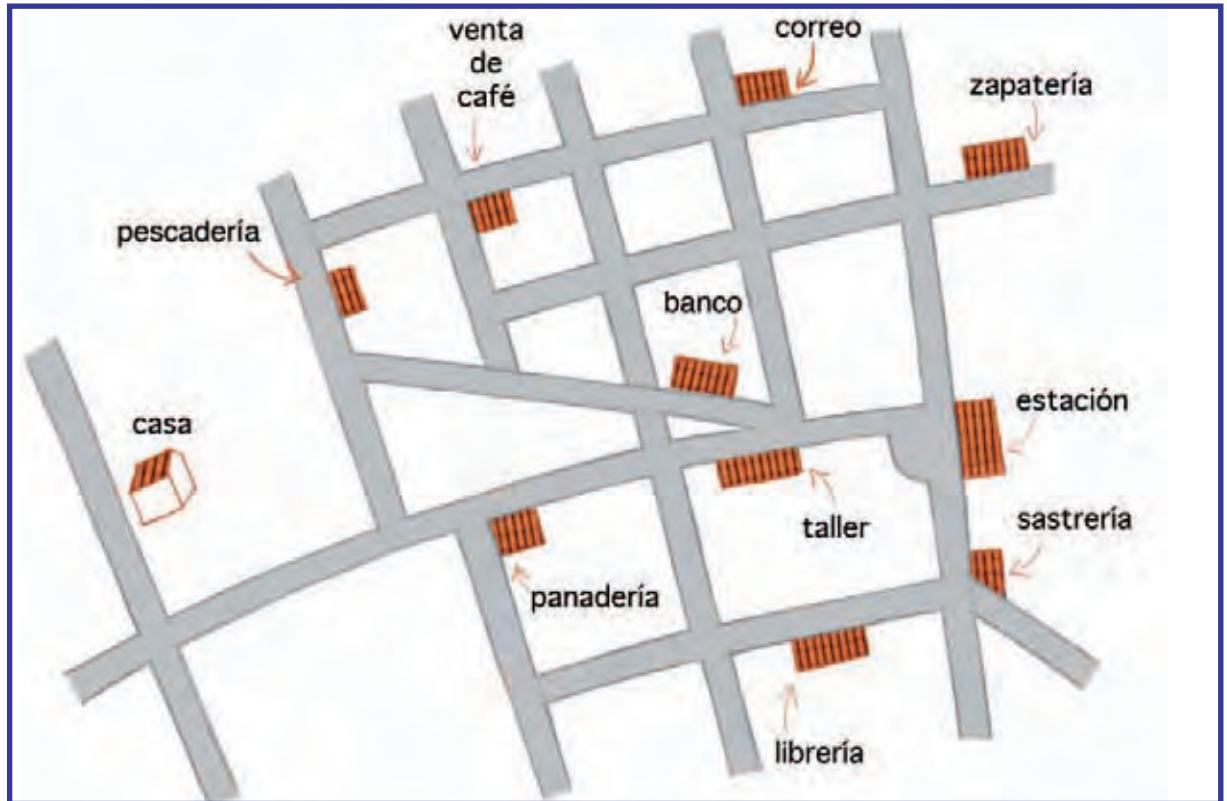 venta
de
café
correo
zapatería
pescadería
banco
casa
estación
taller
sastrería
panadería
librería